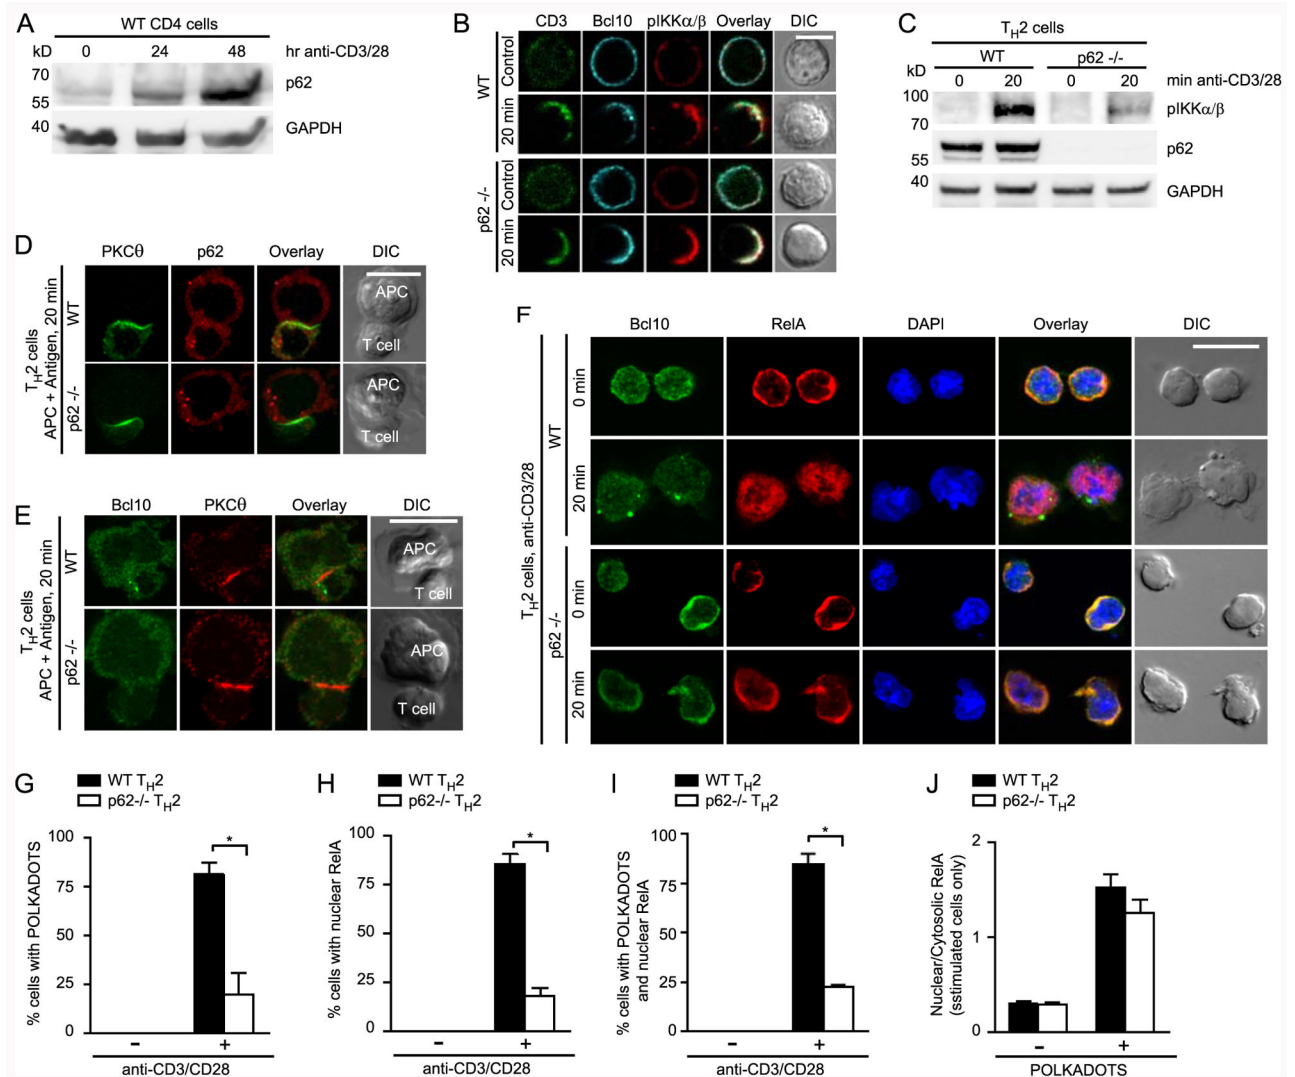 A
WT CD4 cells
kD 0 24 48 hr anti-CD3/28
70
55
p62
40
GAPDH
B
CD3 Bcl10 pIKKα/β Overlay DIC
WT
Control
20 min
p62 -/-
Control
20 min
C
TH2 cells
WT p62 -/-
kD 0 20 0 20 min anti-CD3/28
100
70
pIKKα/β
55
p62
40
GAPDH
D
PKCθ p62 Overlay DIC
TH2 cells
APC + Antigen, 20 min
WT
p62 -/-
APC
T cell
APC
T cell
E
Bcl10 PKCθ Overlay DIC
TH2 cells
APC + Antigen, 20 min
WT
p62 -/-
APC
T cell
APC
T cell
F
Bcl10 RelA DAPI Overlay DIC
TH2 cells, anti-CD3/28
WT
0 min
20 min
p62 -/-
0 min
20 min
G
WT TH2
p62-/- TH2
% cells with POLKADOTS
100
75
50
25
0
*
- +
anti-CD3/CD28
H
WT TH2
p62-/- TH2
% cells with nuclear RelA
100
75
50
25
0
*
- +
anti-CD3/CD28
I
WT TH2
p62-/- TH2
% cells with POLKADOTS
and nuclear RelA
100
75
50
25
0
*
- +
anti-CD3/CD28
J
WT TH2
p62-/- TH2
Nuclear/Cytosolic RelA
(sstimulated cells only)
2
1
0
- +
POLKADOTS